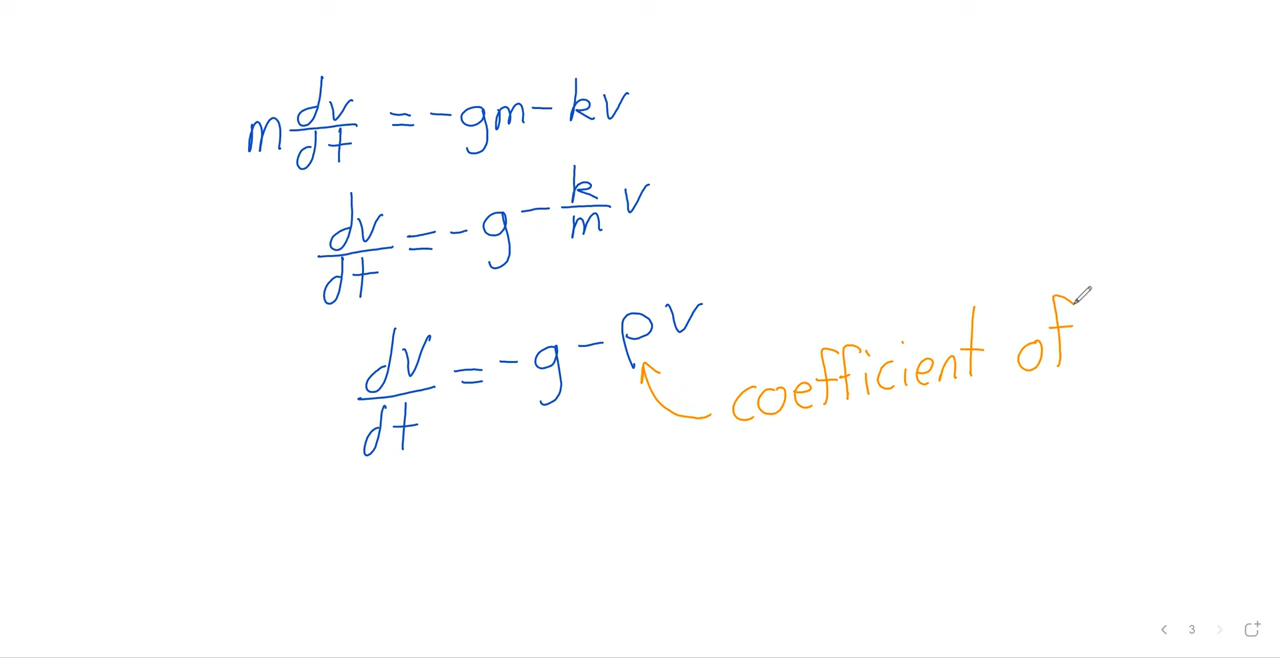 m dv/dt = -gm - kv
dv/dt = -g - k/m v
dv/dt = -g - ρv
coefficient of
3